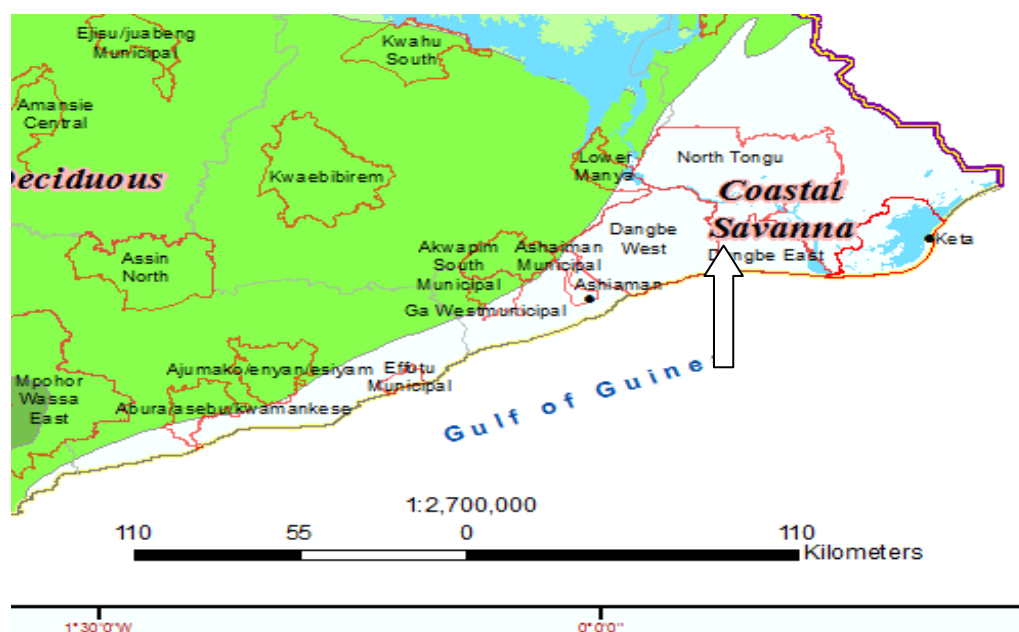 Ejisu/juabeng
Municipal
Kwahu
South
Amansie
Central
Deciduous
Kwaebibirem
Lower
Manya
North Tongu
Coastal
Savanna
Dangbe
West
Dangbe East
Keta
Assin
North
Akwapim
South
Municipal
Ashaiman
Municipal
Ashiaman
Ga Westmunicipal
Ajumako/enyan/esiyam
Effutu
Municipal
Mpohor
Wassa
East
Abura/asebu/kwamankese
Gulf of Guine
1:2,700,000
110 55 0 110
Kilometers
1°30'0"W 0°0'0"